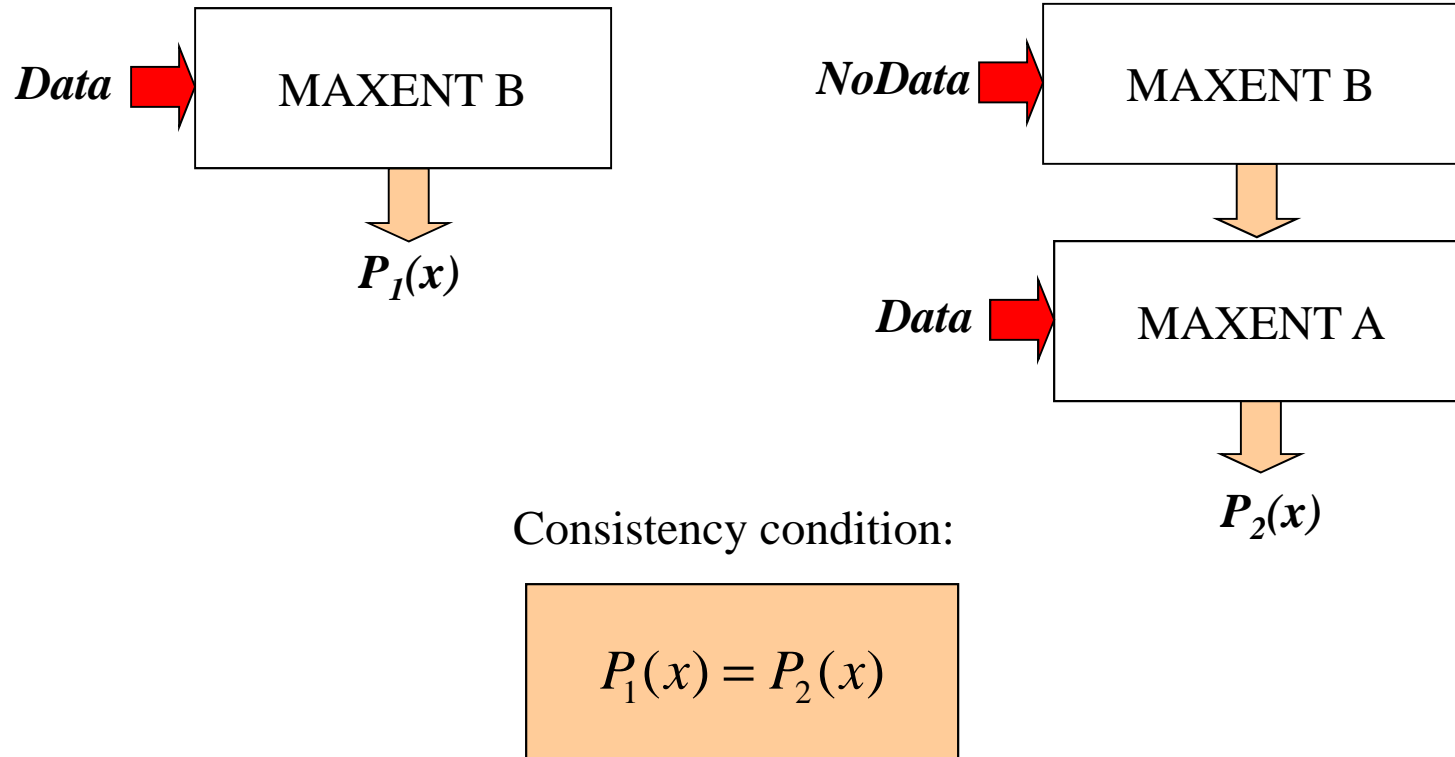 Data
MAXENT B
P₁(x)
NoData
MAXENT B
Data
MAXENT A
P₂(x)
Consistency condition:
P₁(x) = P₂(x)